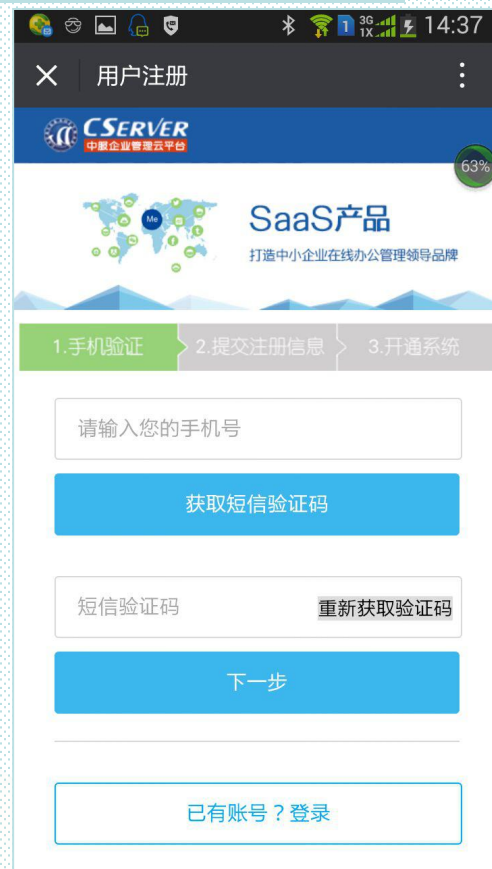 1 3G 1X 14:37
用户注册
CSERVER
中服企业管理云平台
63%
Me
SaaS产品
打造中小企业在线办公管理领导品牌
1.手机验证
2.提交注册信息
3.开通系统
请输入您的手机号
获取短信验证码
短信验证码
重新获取验证码
下一步
已有账号？登录